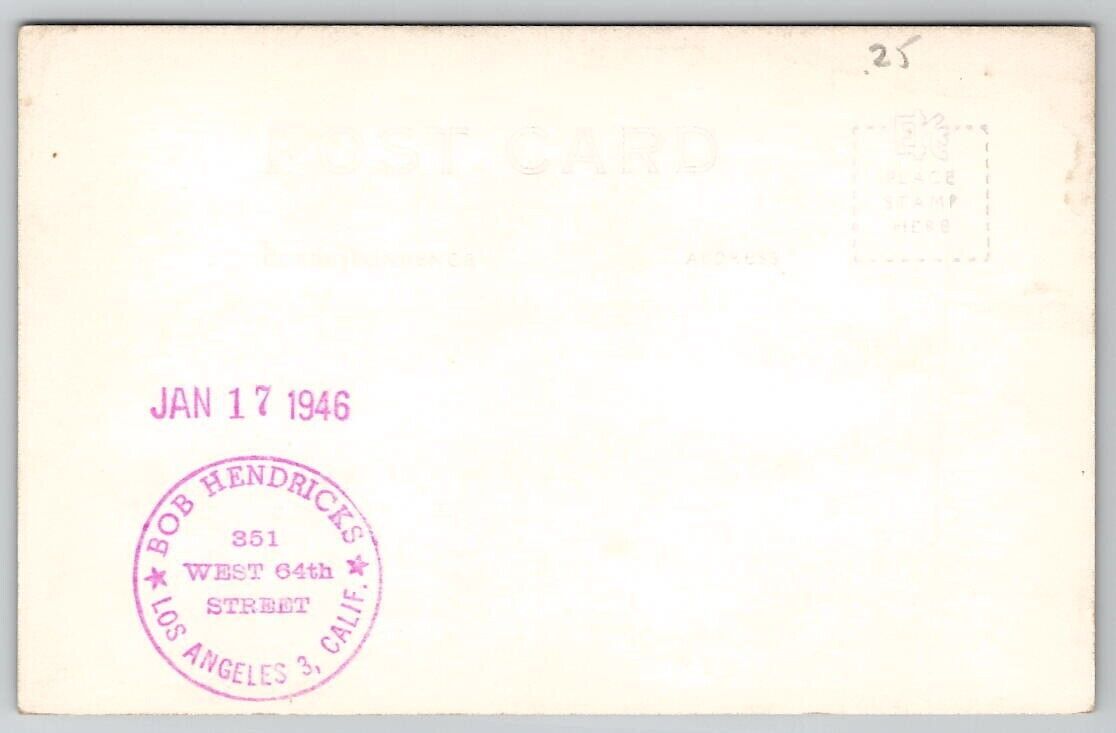 .25
POST CARD
PLACE
STAMP
HERE
CORRESPONDENCE
ADDRESS
JAN 17 1946
★ BOB HENDRICKS ★
351
WEST 64th
STREET
LOS ANGELES 3, CALIF.